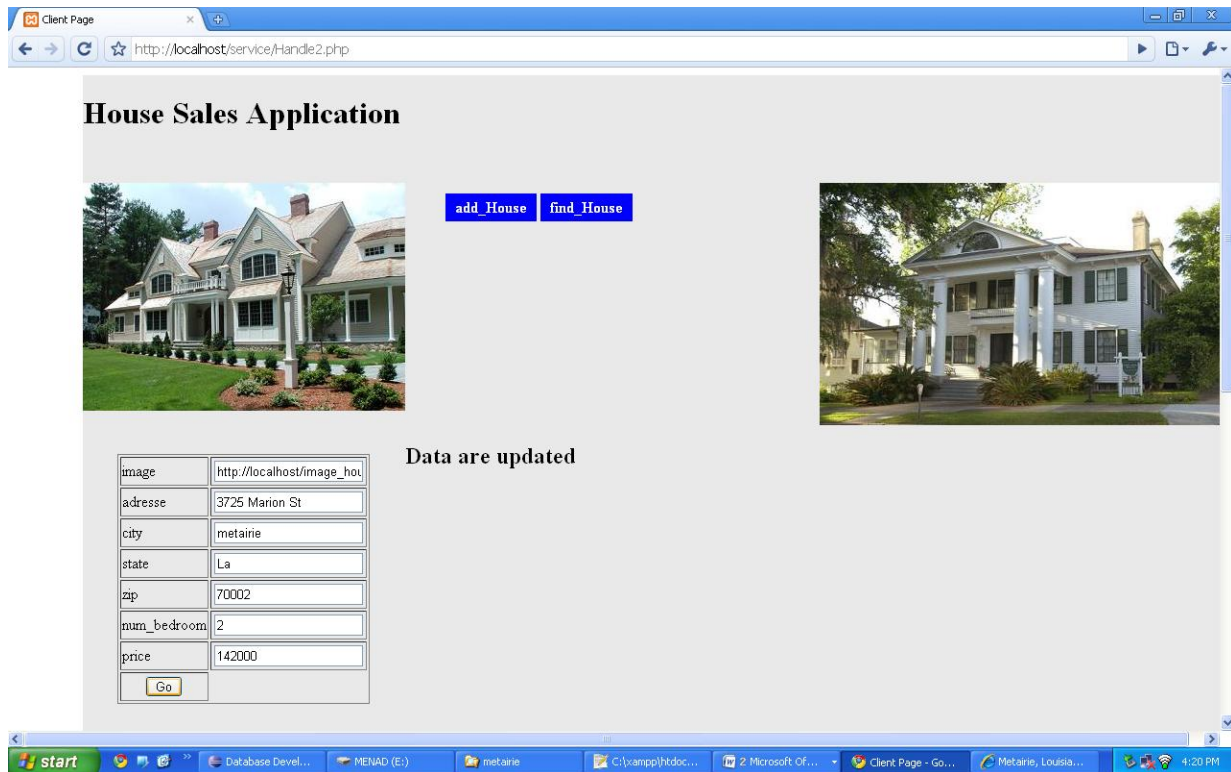 Client Page
http://localhost/service/Handle2.php
House Sales Application
add_House find_House
Data are updated
image http://localhost/image_hou
adresse 3725 Marion St
city metairie
state La
zip 70002
num_bedroom 2
price 142000
Go
start
Database Devel...
MENAD (E:)
metairie
C:\xampp\htdoc...
2 Microsoft Of...
Client Page - Go...
Metairie, Louisia...
4:20 PM